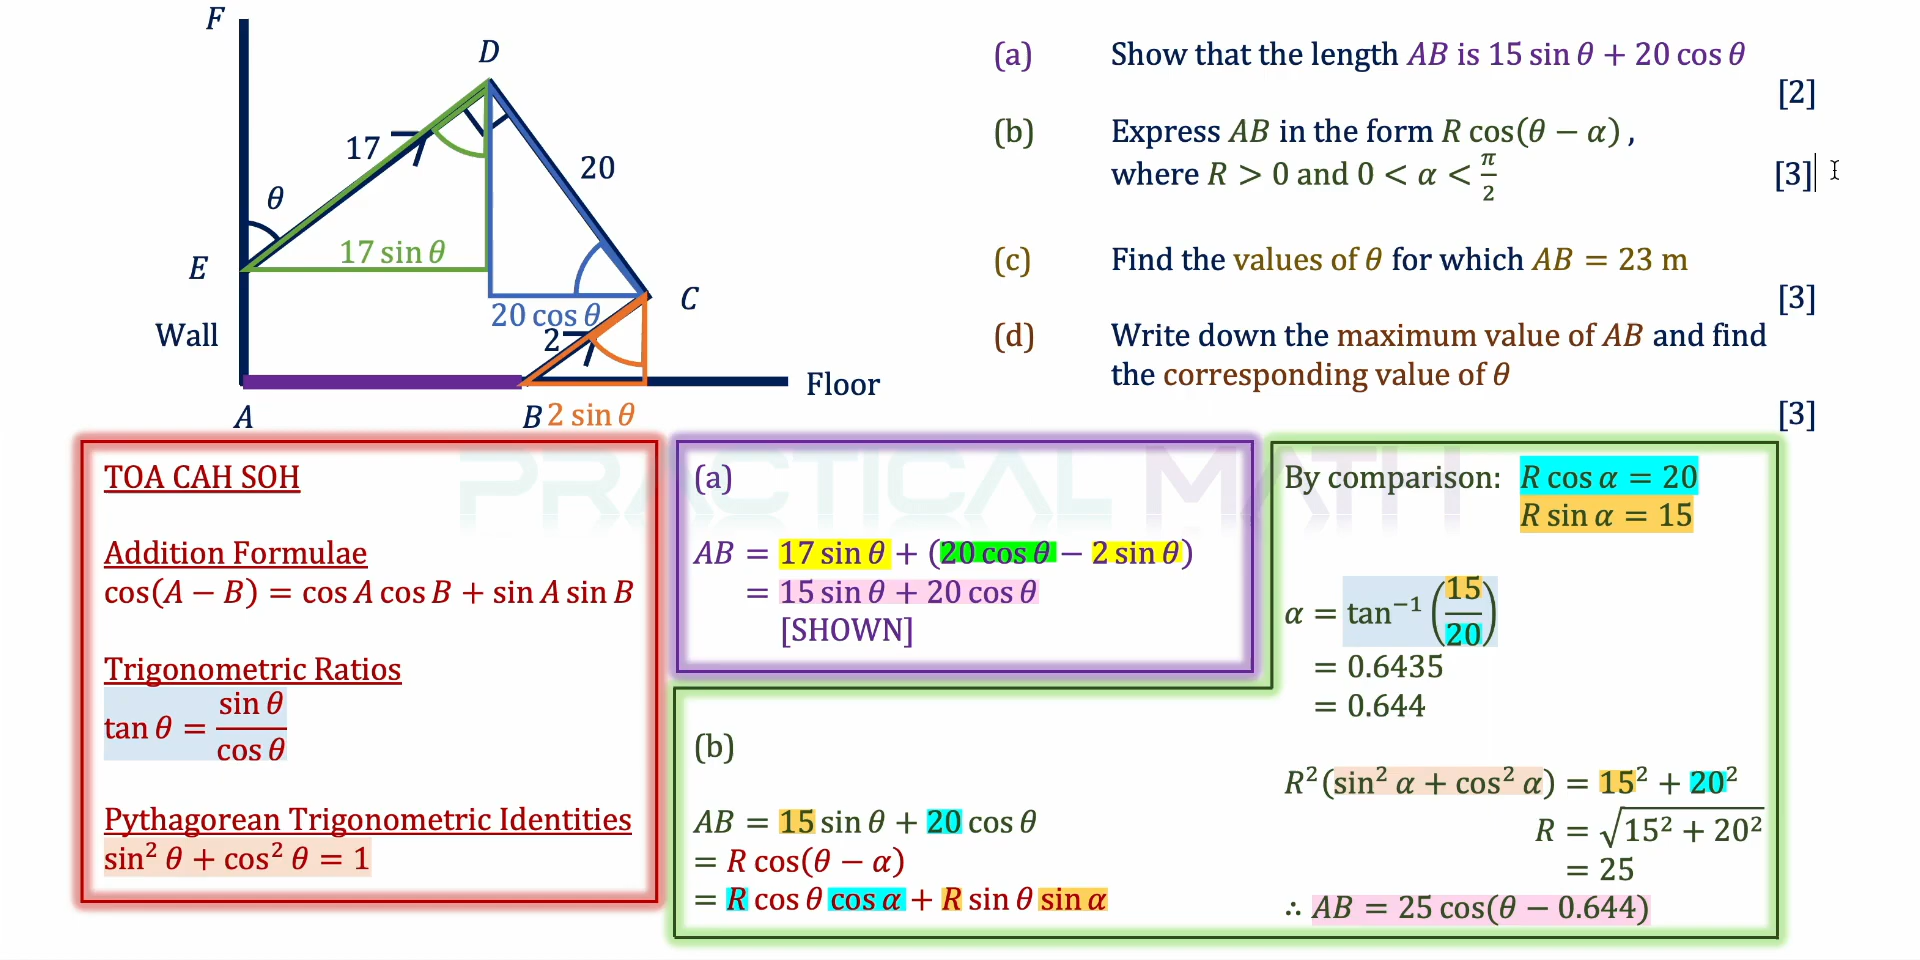 F
D
17
20
θ
17 sin θ
E
C
20 cos θ
2
Wall
Floor
A
B
2 sin θ
(a) Show that the length AB is 15 sin θ + 20 cos θ
[2]
(b) Express AB in the form R cos(θ − α) ,
where R > 0 and 0 < α < π/2 [3]
(c) Find the values of θ for which AB = 23 m
[3]
(d) Write down the maximum value of AB and find
the corresponding value of θ
[3]
PRACTICAL MATH
TOA CAH SOH
Addition Formulae
cos(A − B) = cos A cos B + sin A sin B
Trigonometric Ratios
tan θ = sin θ / cos θ
Pythagorean Trigonometric Identities
sin² θ + cos² θ = 1
(a)
AB = 17 sin θ + (20 cos θ − 2 sin θ)
= 15 sin θ + 20 cos θ
[SHOWN]
(b)
AB = 15 sin θ + 20 cos θ
= R cos(θ − α)
= R cos θ cos α + R sin θ sin α
By comparison: R cos α = 20
R sin α = 15
α = tan⁻¹ (15/20)
= 0.6435
= 0.644
R² (sin² α + cos² α) = 15² + 20²
R = √(15² + 20²)
= 25
∴ AB = 25 cos(θ − 0.644)